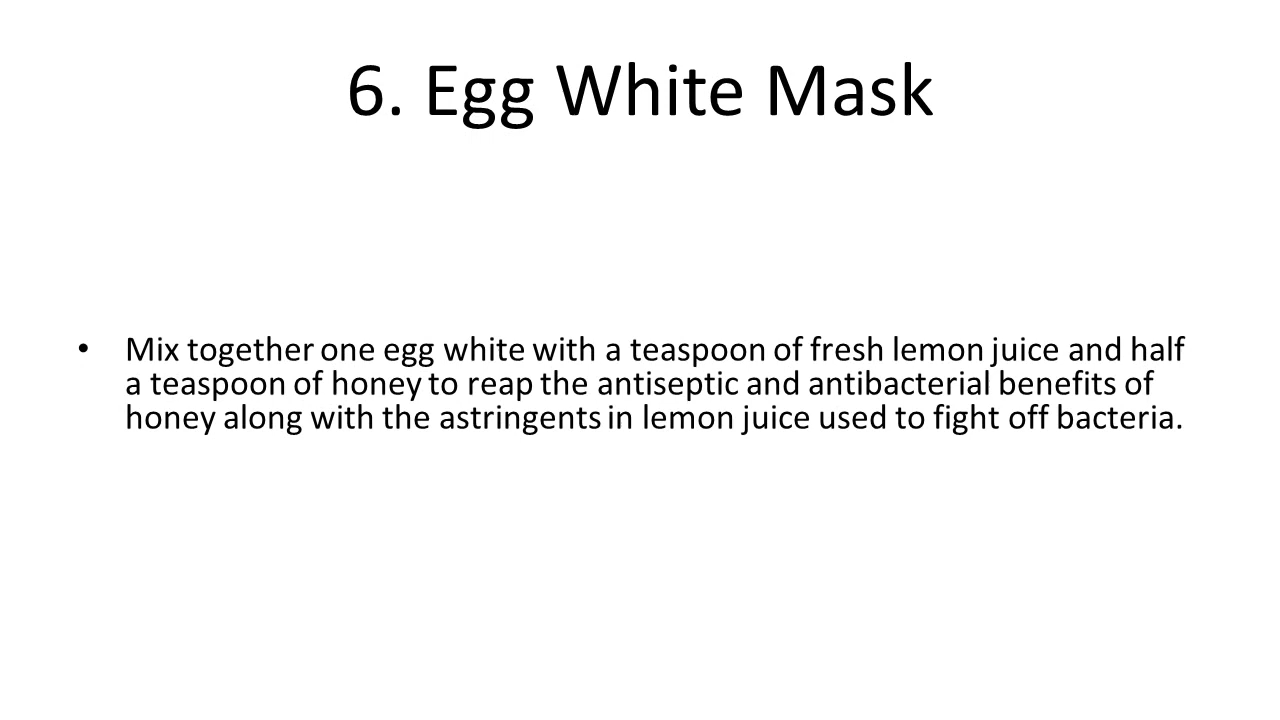 6. Egg White Mask
• Mix together one egg white with a teaspoon of fresh lemon juice and half
a teaspoon of honey to reap the antiseptic and antibacterial benefits of
honey along with the astringents in lemon juice used to fight off bacteria.